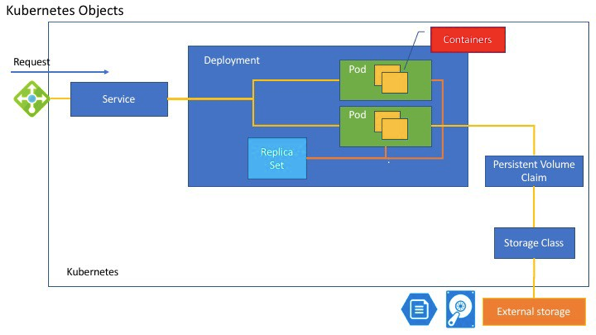 Kubernetes Objects
Request
Service
Deployment
Pod
Containers
Pod
Replica
Set
Persistent Volume
Claim
Storage Class
Kubernetes
External storage